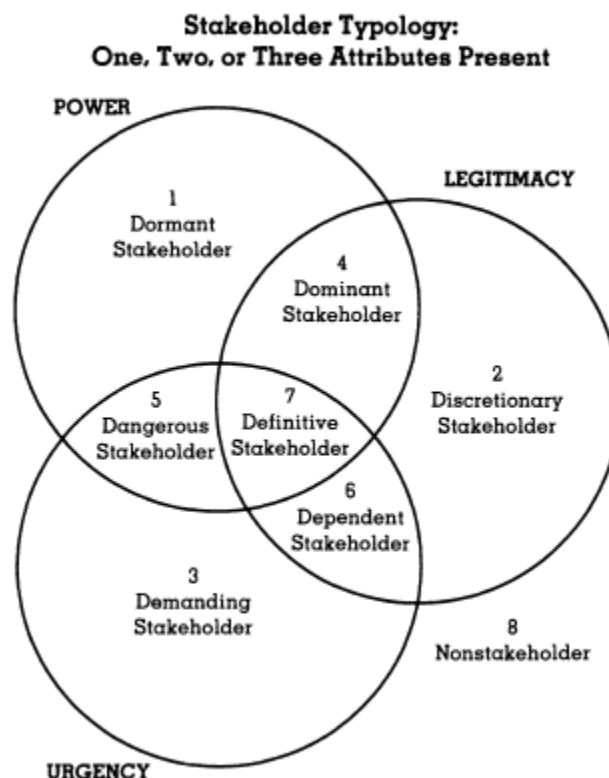 Stakeholder Typology:
One, Two, or Three Attributes Present
POWER
LEGITIMACY
1
Dormant
Stakeholder
4
Dominant
Stakeholder
2
Discretionary
Stakeholder
5
Dangerous
Stakeholder
7
Definitive
Stakeholder
6
Dependent
Stakeholder
3
Demanding
Stakeholder
8
Nonstakeholder
URGENCY